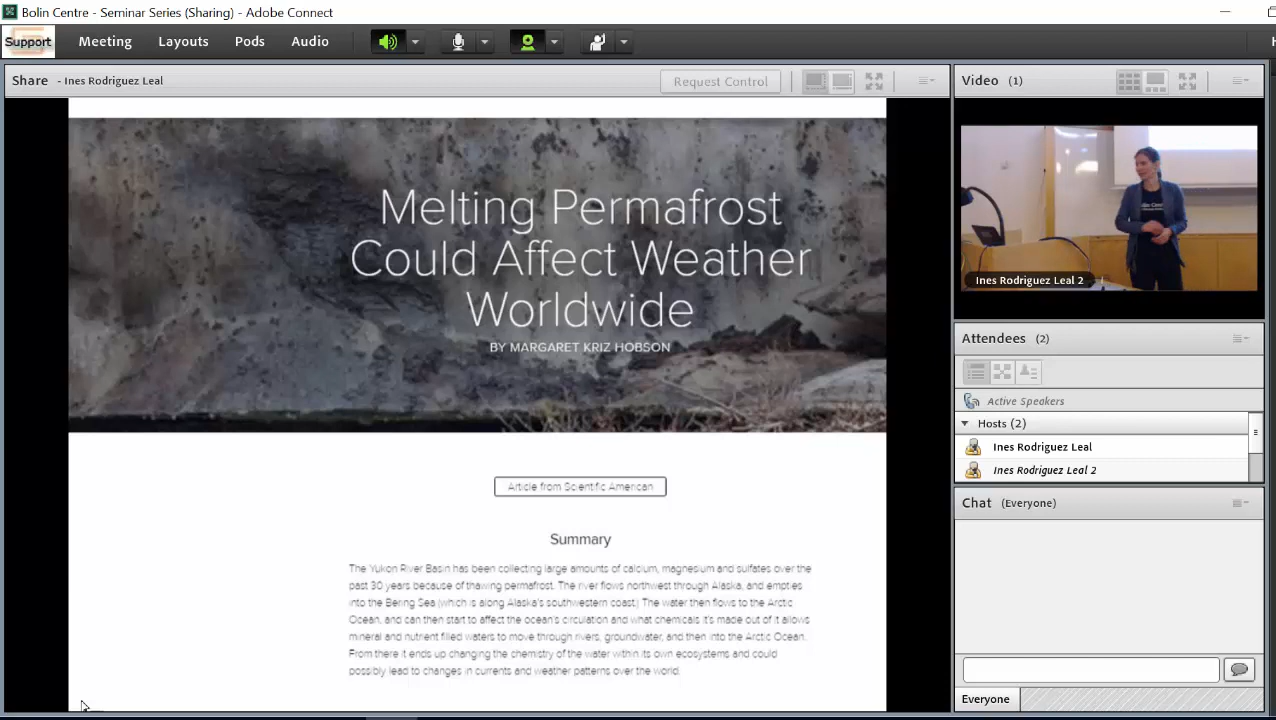 Bolin Centre - Seminar Series (Sharing) - Adobe Connect
Support Meeting Layouts Pods Audio
Share - Ines Rodriguez Leal
Request Control
Melting Permafrost
Could Affect Weather
Worldwide
BY MARGARET KRIZ HOBSON
Article from Scientific American
Summary
The Yukon River Basin has been collecting large amounts of calcium, magnesium and sulfates over the
past 30 years because of thawing permafrost. The river flows northwest through Alaska, and empties
into the Bering Sea (which is along Alaska's southwestern coast.) The water then flows to the Arctic
Ocean, and can then start to affect the ocean's circulation and what chemicals it's made out of it allows
mineral and nutrient filled waters to move through rivers, groundwater, and then into the Arctic Ocean.
From there it ends up changing the chemistry of the water within its own ecosystems and could
possibly lead to changes in currents and weather patterns over the world.
Video (1)
Ines Rodriguez Leal 2
Attendees (2)
Active Speakers
Hosts (2)
Ines Rodriguez Leal
Ines Rodriguez Leal 2
Chat (Everyone)
Everyone